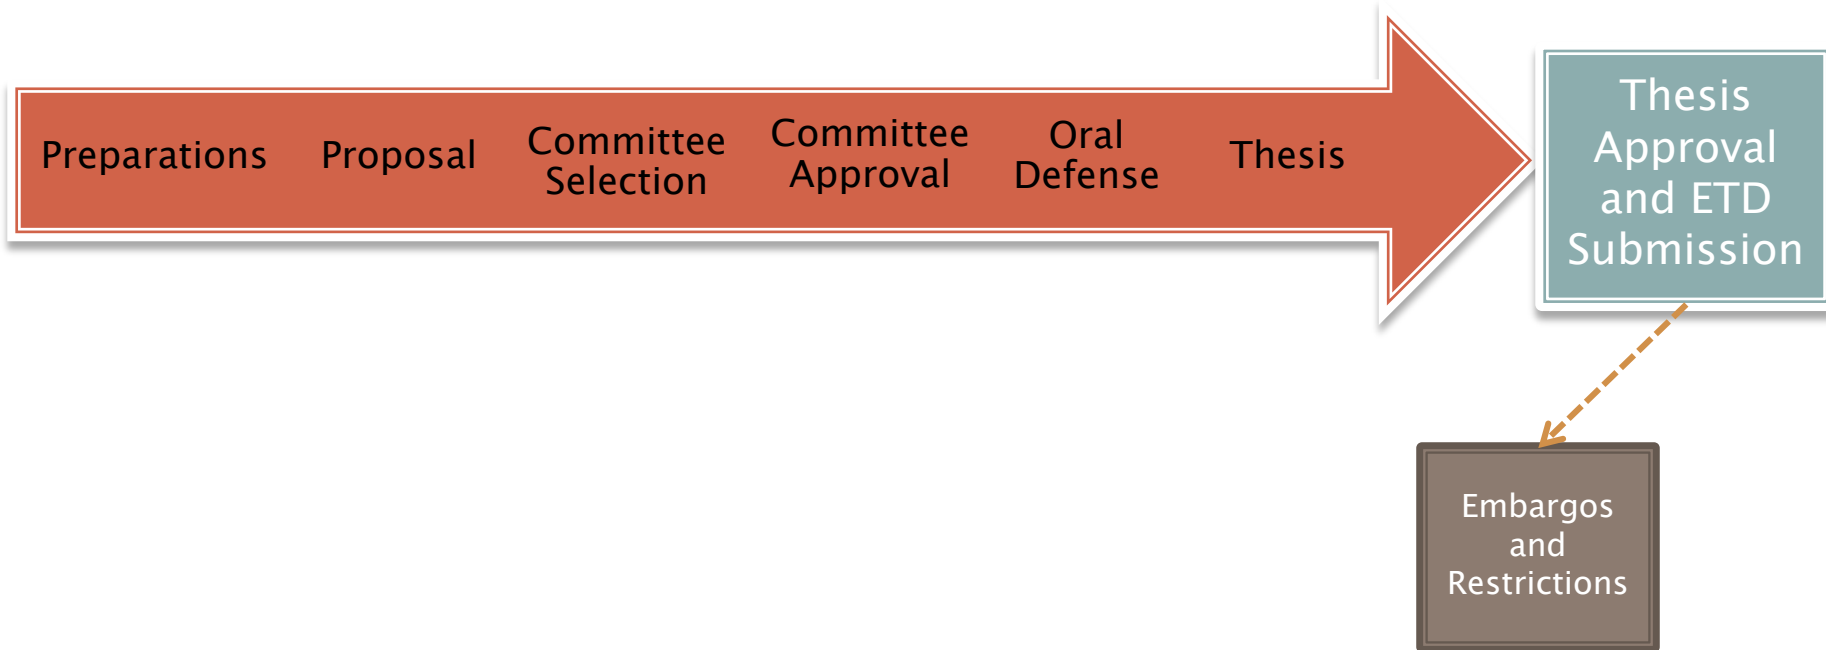 Preparations
Proposal
Committee
Selection
Committee
Approval
Oral
Defense
Thesis
Thesis
Approval
and ETD
Submission
Embargos
and
Restrictions